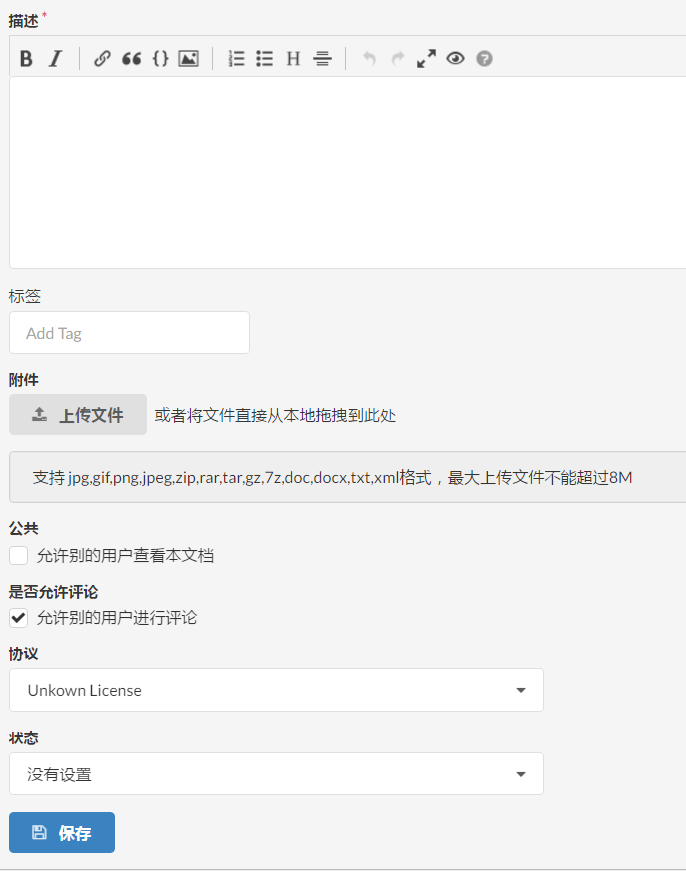 描述 *
B I H
标签
Add Tag
附件
上传文件 或者将文件直接从本地拖拽到此处
支持 jpg,gif,png,jpeg,zip,rar,tar,gz,7z,doc,docx,txt,xml格式，最大上传文件不能超过8M
公共
允许别的用户查看本文档
是否允许评论
允许别的用户进行评论
协议
Unkown License
状态
没有设置
保存